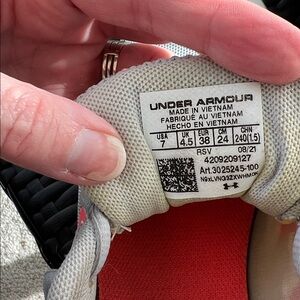 UNDER ARMOUR
MADE IN VIETNAM
FABRIQUÉ AU VIETNAM
HECHO EN VIETNAM
USA UK EUR CM CHN
7 4.5 38 24 240(1.5)
RSV 08/21
4209209127
Art.3025245-100